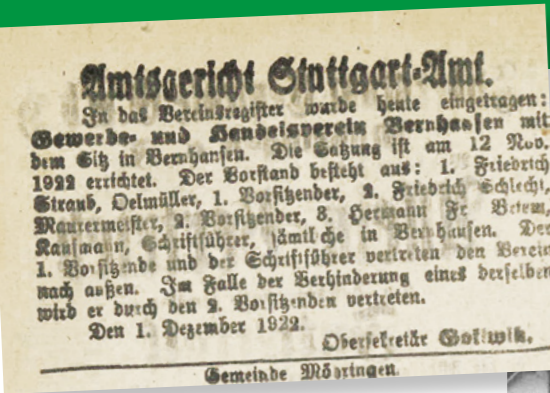 Amtsgericht Stuttgart-Amt.
In das Vereinsregister wurde heute eingetragen:
Gewerbe- und Handelsverein Bernhausen mit
dem Sitz in Bernhausen. Die Satzung ist am 12 Nov.
1922 errichtet. Der Vorstand besteht aus: 1. Friedrich
Straub, Oelmüller, 1. Vorsitzender, 2. Friedrich Schlecht,
Maurermeister, 2. Vorsitzender, 3. Hermann Fr
Kaufmann, Schriftführer, sämtliche in Bernhausen. Der
1. Vorsitzende und der Schriftführer vertreten den Verein
nach außen. Im Falle der Verhinderung eines derselben
wird er durch den 2. Vorsitzenden vertreten.
Den 1. Dezember 1922.
Obersekretär
Gemeinde Möhringen.